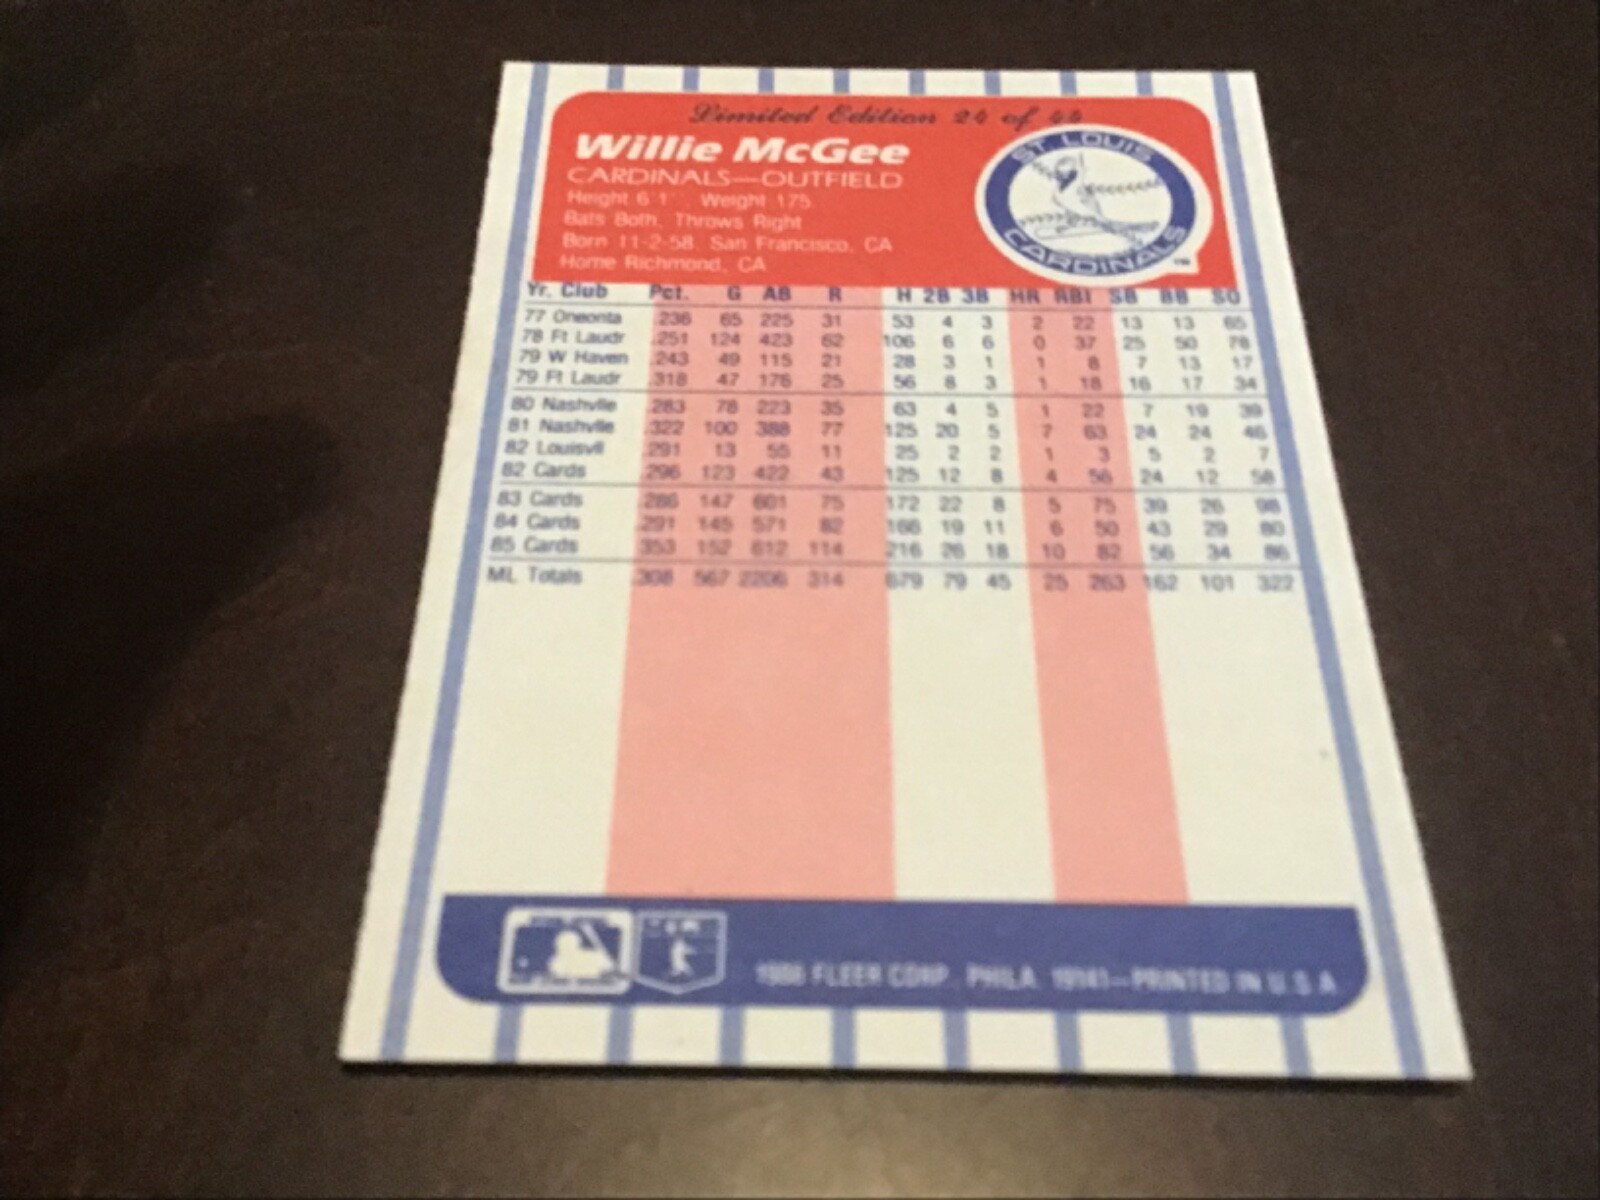 Limited Edition 24 of 44
Willie McGee
ST. LOUIS CARDINALS TM
CARDINALS—OUTFIELD
Height 6'1" Weight 175
Bats Both, Throws Right
Born 11-2-58, San Francisco, CA
Home Richmond, CA
Yr. Club Pct. G AB R H 2B 3B HR RBI SB BB SO
77 Oneonta .236 65 225 31 53 4 3 2 22 13 13 65
78 Ft Laudr .251 124 423 62 106 6 6 0 37 25 50 78
79 W Haven .243 49 115 21 28 3 1 1 8 7 13 17
79 Ft Laudr .318 47 176 25 56 8 3 1 18 16 17 34
80 Nashvlle .283 78 223 35 63 4 5 1 22 7 19 39
81 Nashvlle .322 100 388 77 125 20 5 7 63 24 24 46
82 Louisvll .291 13 55 11 25 2 2 1 3 5 2 7
82 Cards .296 123 422 43 125 12 8 4 56 24 12 58
83 Cards .286 147 601 75 172 22 8 5 75 39 26 98
84 Cards .291 145 571 82 166 19 11 6 50 43 29 80
85 Cards .353 152 612 114 216 26 18 10 82 56 34 86
ML Totals .308 567 2206 314 679 79 45 25 263 162 101 322
1986 FLEER CORP., PHILA. 19141—PRINTED IN U.S.A.